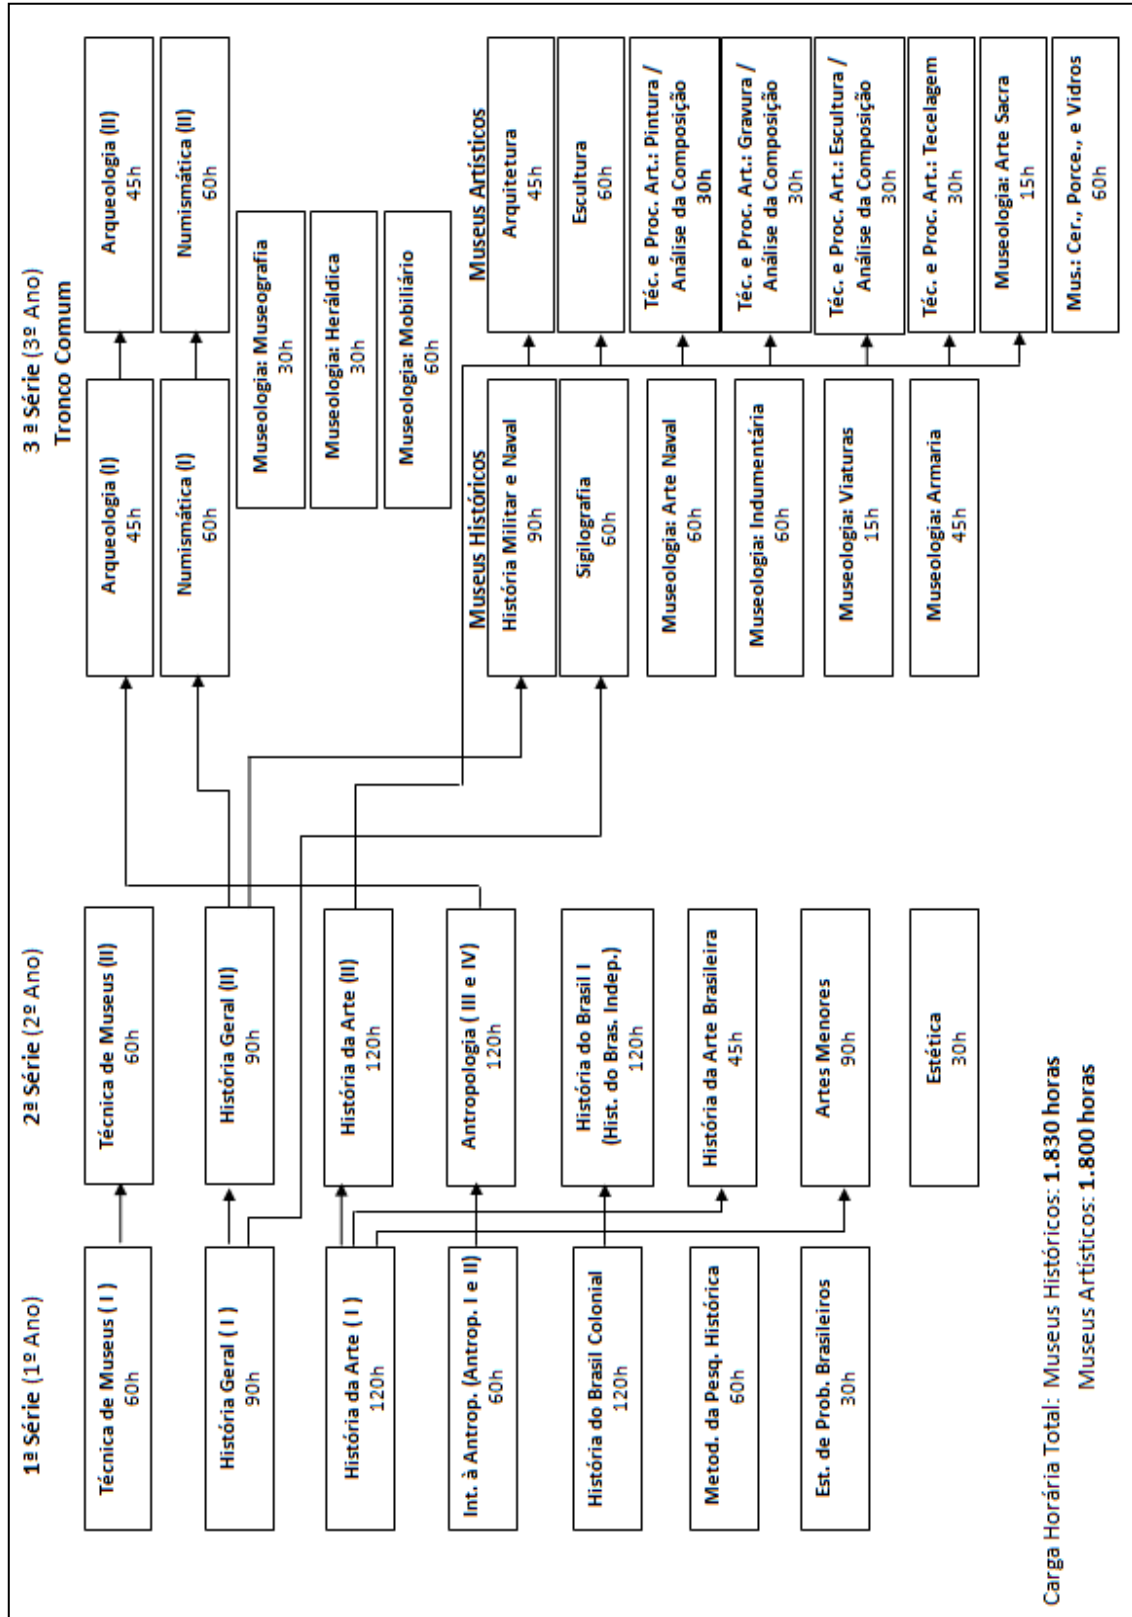 1ª Série (1º Ano)
Técnica de Museus ( I )
60h
História Geral ( I )
90h
História da Arte ( I )
120h
Int. à Antrop. (Antrop. I e II)
60h
História do Brasil Colonial
120h
Metod. da Pesq. Histórica
60h
Est. de Prob. Brasileiros
30h
2ª Série (2º Ano)
Técnica de Museus (II)
60h
História Geral (II)
90h
História da Arte (II)
120h
Antropologia ( III e IV)
120h
História do Brasil I
(Hist. do Bras. Indep.)
120h
História da Arte Brasileira
45h
Artes Menores
90h
Estética
30h
3 ª Série (3º Ano)
Tronco Comum
Arqueologia (I)
45h
Arqueologia (II)
45h
Numismática (I)
60h
Numismática (II)
60h
Museologia: Museografia
30h
Museologia: Heráldica
30h
Museologia: Mobiliário
60h
Museus Históricos
História Militar e Naval
90h
Sigilografia
60h
Museologia: Arte Naval
60h
Museologia: Indumentária
60h
Museologia: Viaturas
15h
Museologia: Armaria
45h
Museus Artísticos
Arquitetura
45h
Escultura
60h
Téc. e Proc. Art.: Pintura /
Análise da Composição
30h
Téc. e Proc. Art.: Gravura /
Análise da Composição
30h
Téc. e Proc. Art.: Escultura /
Análise da Composição
30h
Téc. e Proc. Art.: Tecelagem
30h
Museologia: Arte Sacra
15h
Mus.: Cer., Porce., e Vidros
60h
Carga Horária Total: Museus Históricos: 1.830 horas
Museus Artísticos: 1.800 horas